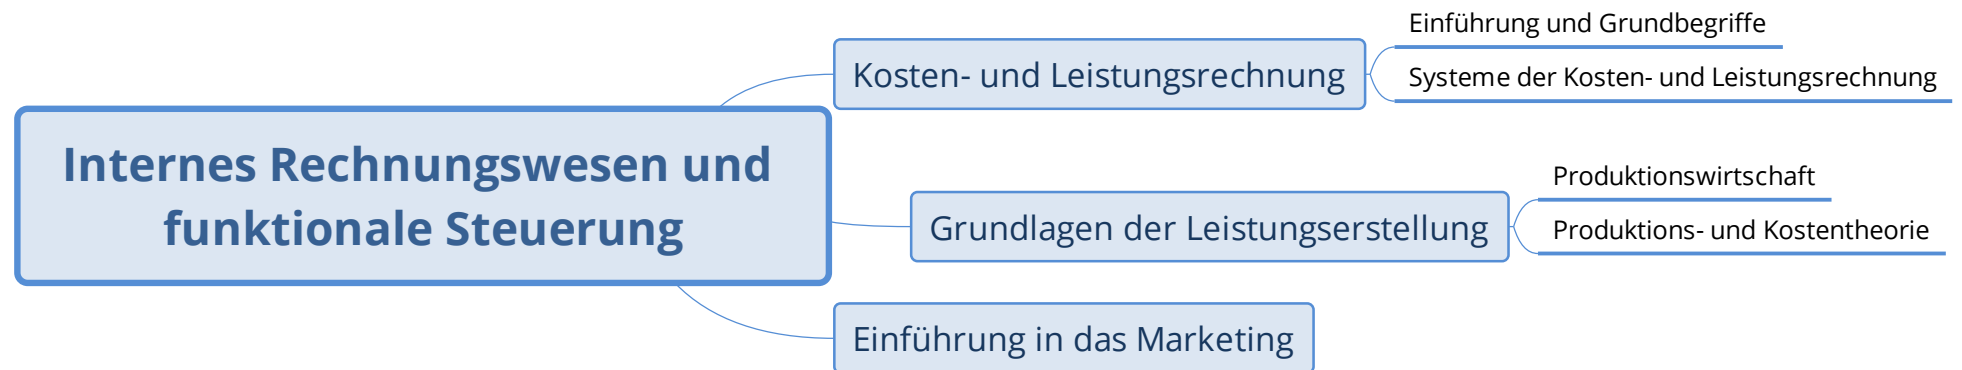 Internes Rechnungswesen und
funktionale Steuerung
Kosten- und Leistungsrechnung
Einführung und Grundbegriffe
Systeme der Kosten- und Leistungsrechnung
Grundlagen der Leistungserstellung
Produktionswirtschaft
Produktions- und Kostentheorie
Einführung in das Marketing